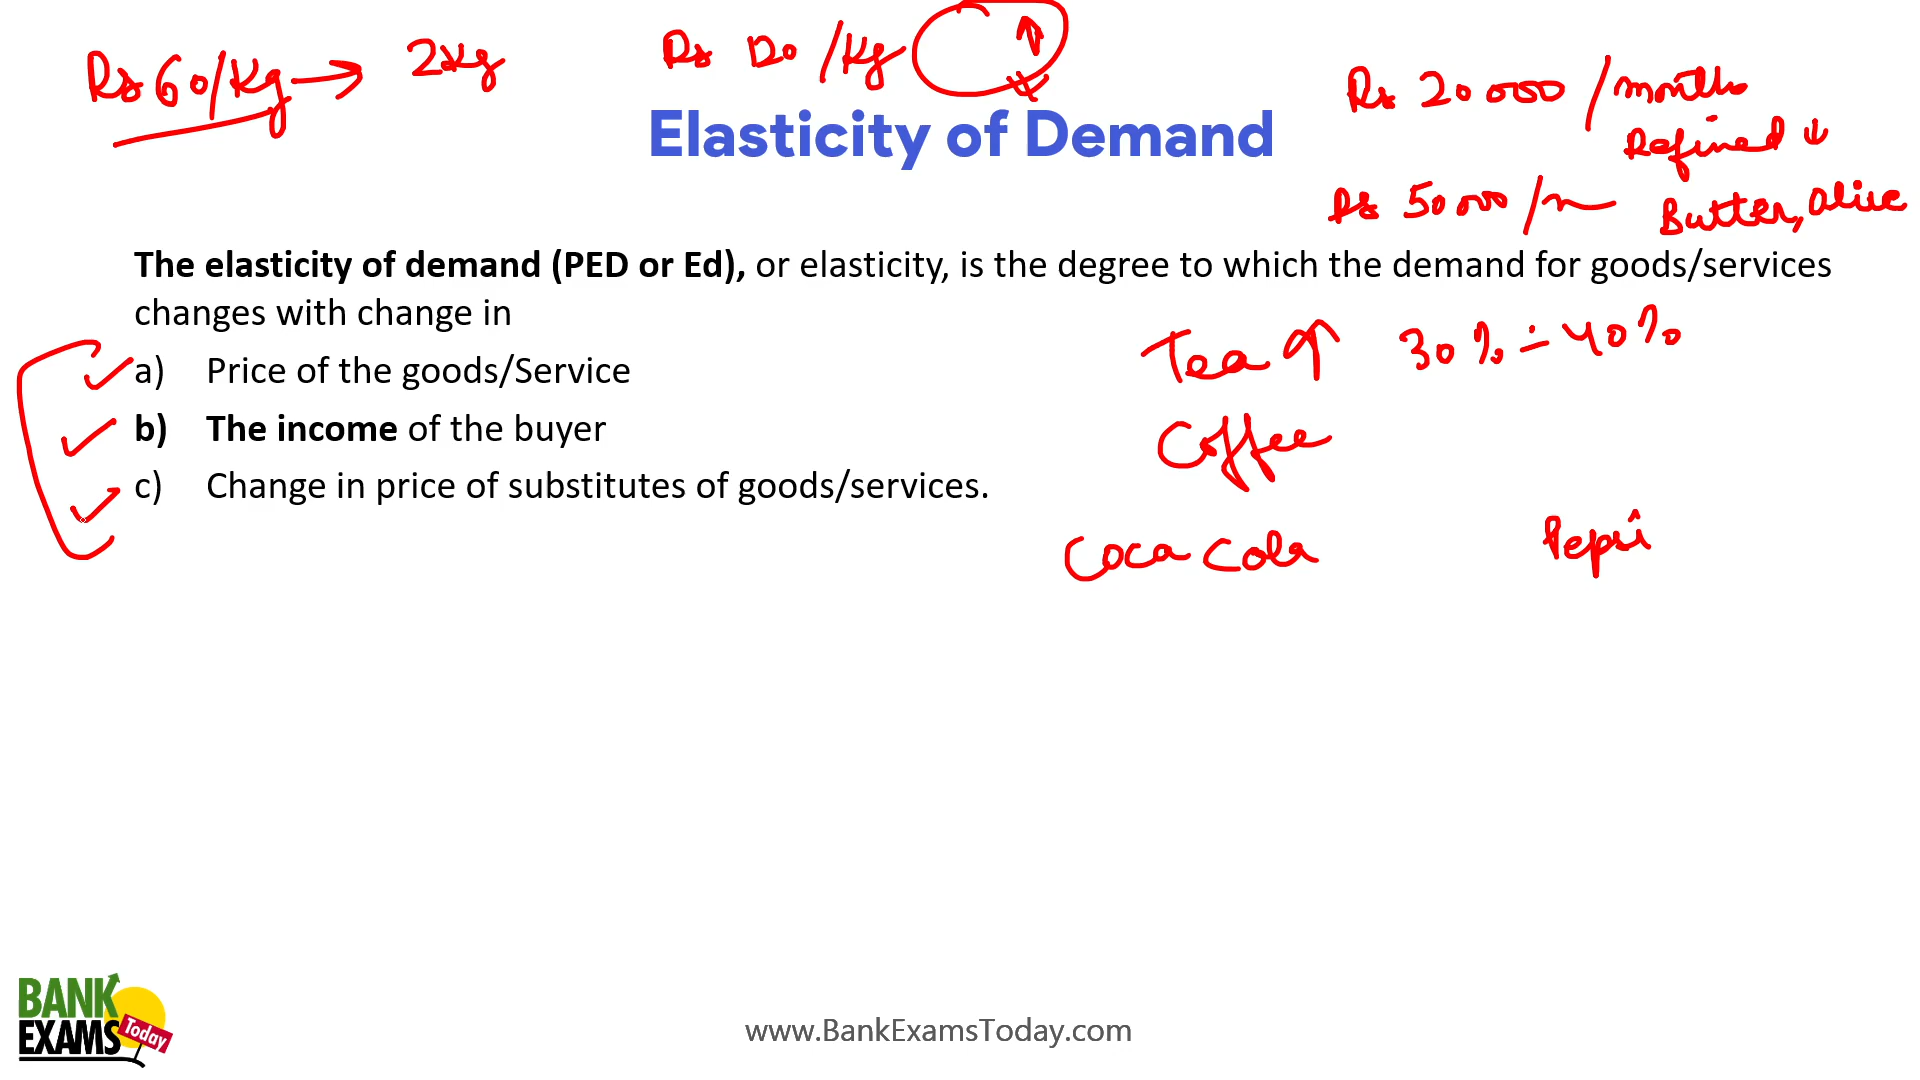 Rs 60/Kg → 2Kg
Rs 120/Kg ↑
Rs 20000/months
Refined ↓
Rs 50000/m Butter, Olive
Elasticity of Demand
The elasticity of demand (PED or Ed), or elasticity, is the degree to which the demand for goods/services
changes with change in
a) Price of the goods/Service
b) The income of the buyer
c) Change in price of substitutes of goods/services.
Tea ↑ 30% - 40%
Coffee
Coca Cola Pepsi
BANK
EXAMS
Today
www.BankExamsToday.com